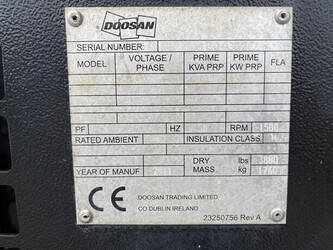 DOOSAN
SERIAL NUMBER:
MODEL VOLTAGE / PHASE PRIME KVA PRP PRIME KW PRP FLA
PF HZ RPM
RATED AMBIENT INSULATION CLASS
DRY MASS lbs
YEAR OF MANUF kg
CE
DOOSAN TRADING LIMITED
CO DUBLIN IRELAND
23250756 Rev A